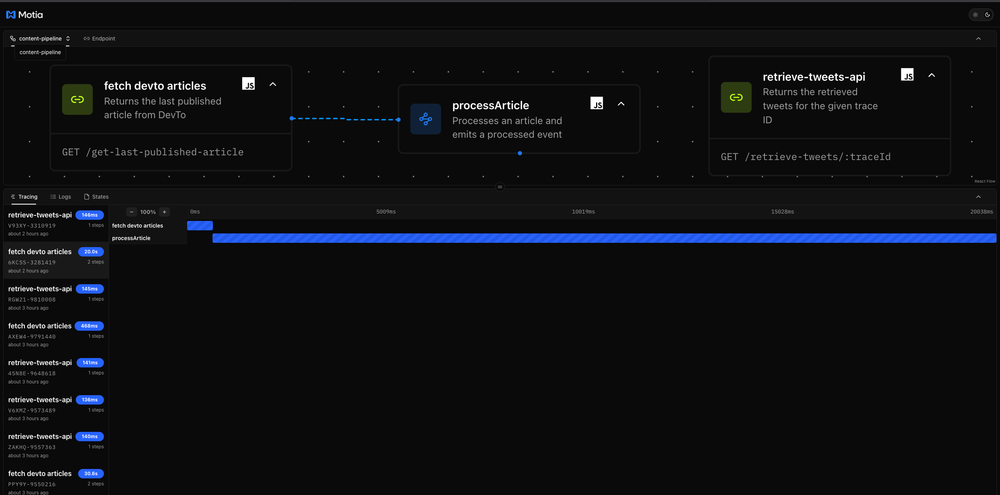 Motia
content-pipeline
Endpoint
content-pipeline
fetch devto articles
Returns the last published
article from DevTo
JS
GET /get-last-published-article
processArticle
Processes an article and
emits a processed event
JS
retrieve-tweets-api
Returns the retrieved
tweets for the given trace
ID
JS
GET /retrieve-tweets/:traceId
React Flow
Tracing
Logs
States
retrieve-tweets-api 146ms
V93XY-3310919 1 steps
about 2 hours ago
fetch devto articles 20.0s
6KCS5-3281419 2 steps
about 2 hours ago
retrieve-tweets-api 145ms
RGWZI-9810008 1 steps
about 3 hours ago
fetch devto articles 468ms
AXEW4-9791440 1 steps
about 3 hours ago
retrieve-tweets-api 141ms
45N8E-9648618 1 steps
about 3 hours ago
retrieve-tweets-api 136ms
V6XMZ-9573489 1 steps
about 3 hours ago
retrieve-tweets-api 140ms
ZAKHQ-9557363 1 steps
about 3 hours ago
fetch devto articles 30.6s
PPY9Y-9550216 2 steps
about 3 hours ago
− 100% +
0ms 5009ms 10019ms 15028ms 20038ms
fetch devto articles
processArticle